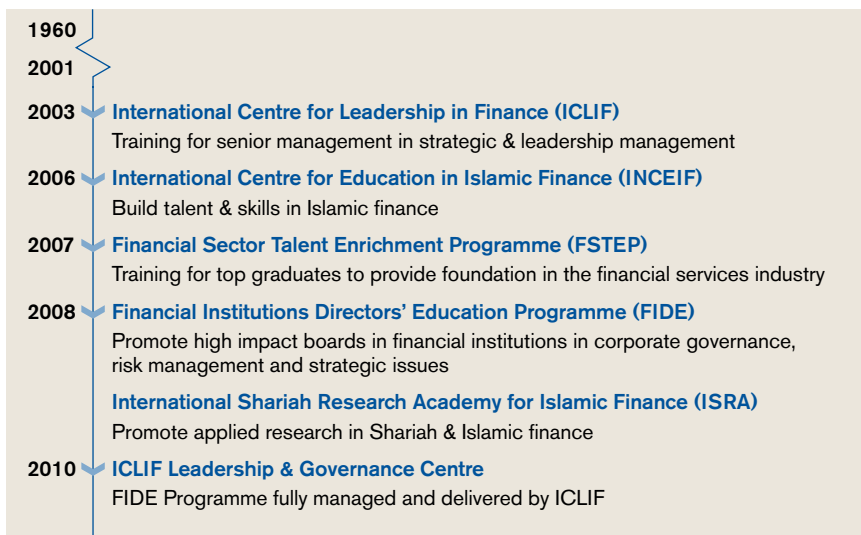 1960
2001
2003 International Centre for Leadership in Finance (ICLIF)
Training for senior management in strategic & leadership management
2006 International Centre for Education in Islamic Finance (INCEIF)
Build talent & skills in Islamic finance
2007 Financial Sector Talent Enrichment Programme (FSTEP)
Training for top graduates to provide foundation in the financial services industry
2008 Financial Institutions Directors’ Education Programme (FIDE)
Promote high impact boards in financial institutions in corporate governance,
risk management and strategic issues
International Shariah Research Academy for Islamic Finance (ISRA)
Promote applied research in Shariah & Islamic finance
2010 ICLIF Leadership & Governance Centre
FIDE Programme fully managed and delivered by ICLIF